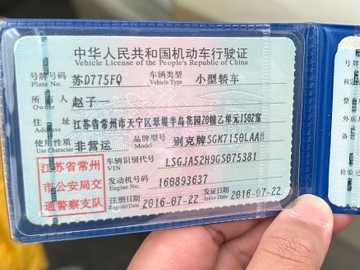 中华人民共和国机动车行驶证
Vehicle License of the People's Republic of China
号牌号码 苏D775FQ 车辆类型 小型轿车
Plate No. Vehicle Type
所有人 赵子一
Owner
住址 江苏省常州市天宁区翠堤半岛花园20幢乙单元1502室
Address
使用性质 非营运 品牌型号 别克牌SGM7150LAAH
Use Character Model
江苏省常州 车辆识别代号 LSGJA52H9GS075381
VIN
市公安局交 发动机号码 160893637
Engine No.
通警察支队 注册日期 2016-07-22 发证日期 2016-07-22
Register Date Issue Date